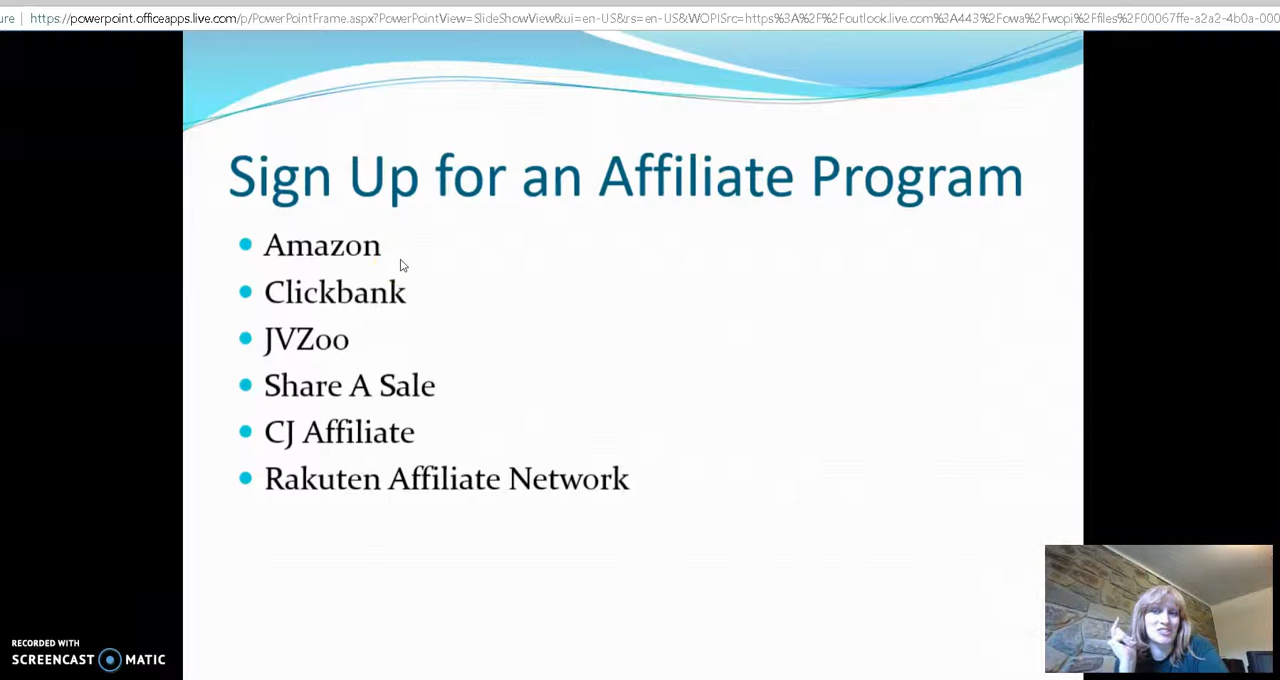 ure | https://powerpoint.officeapps.live.com/p/PowerPointFrame.aspx?PowerPointView=SlideShowView&ui=en-US&rs=en-US&WOPISrc=https%3A%2F%2Foutlook.live.com%3A443%2Fowa%2Fwopi%2Ffiles%2F00067ffe-a2a2-4b0a-000
Sign Up for an Affiliate Program
Amazon
Clickbank
JVZoo
Share A Sale
CJ Affiliate
Rakuten Affiliate Network
RECORDED WITH
SCREENCAST MATIC